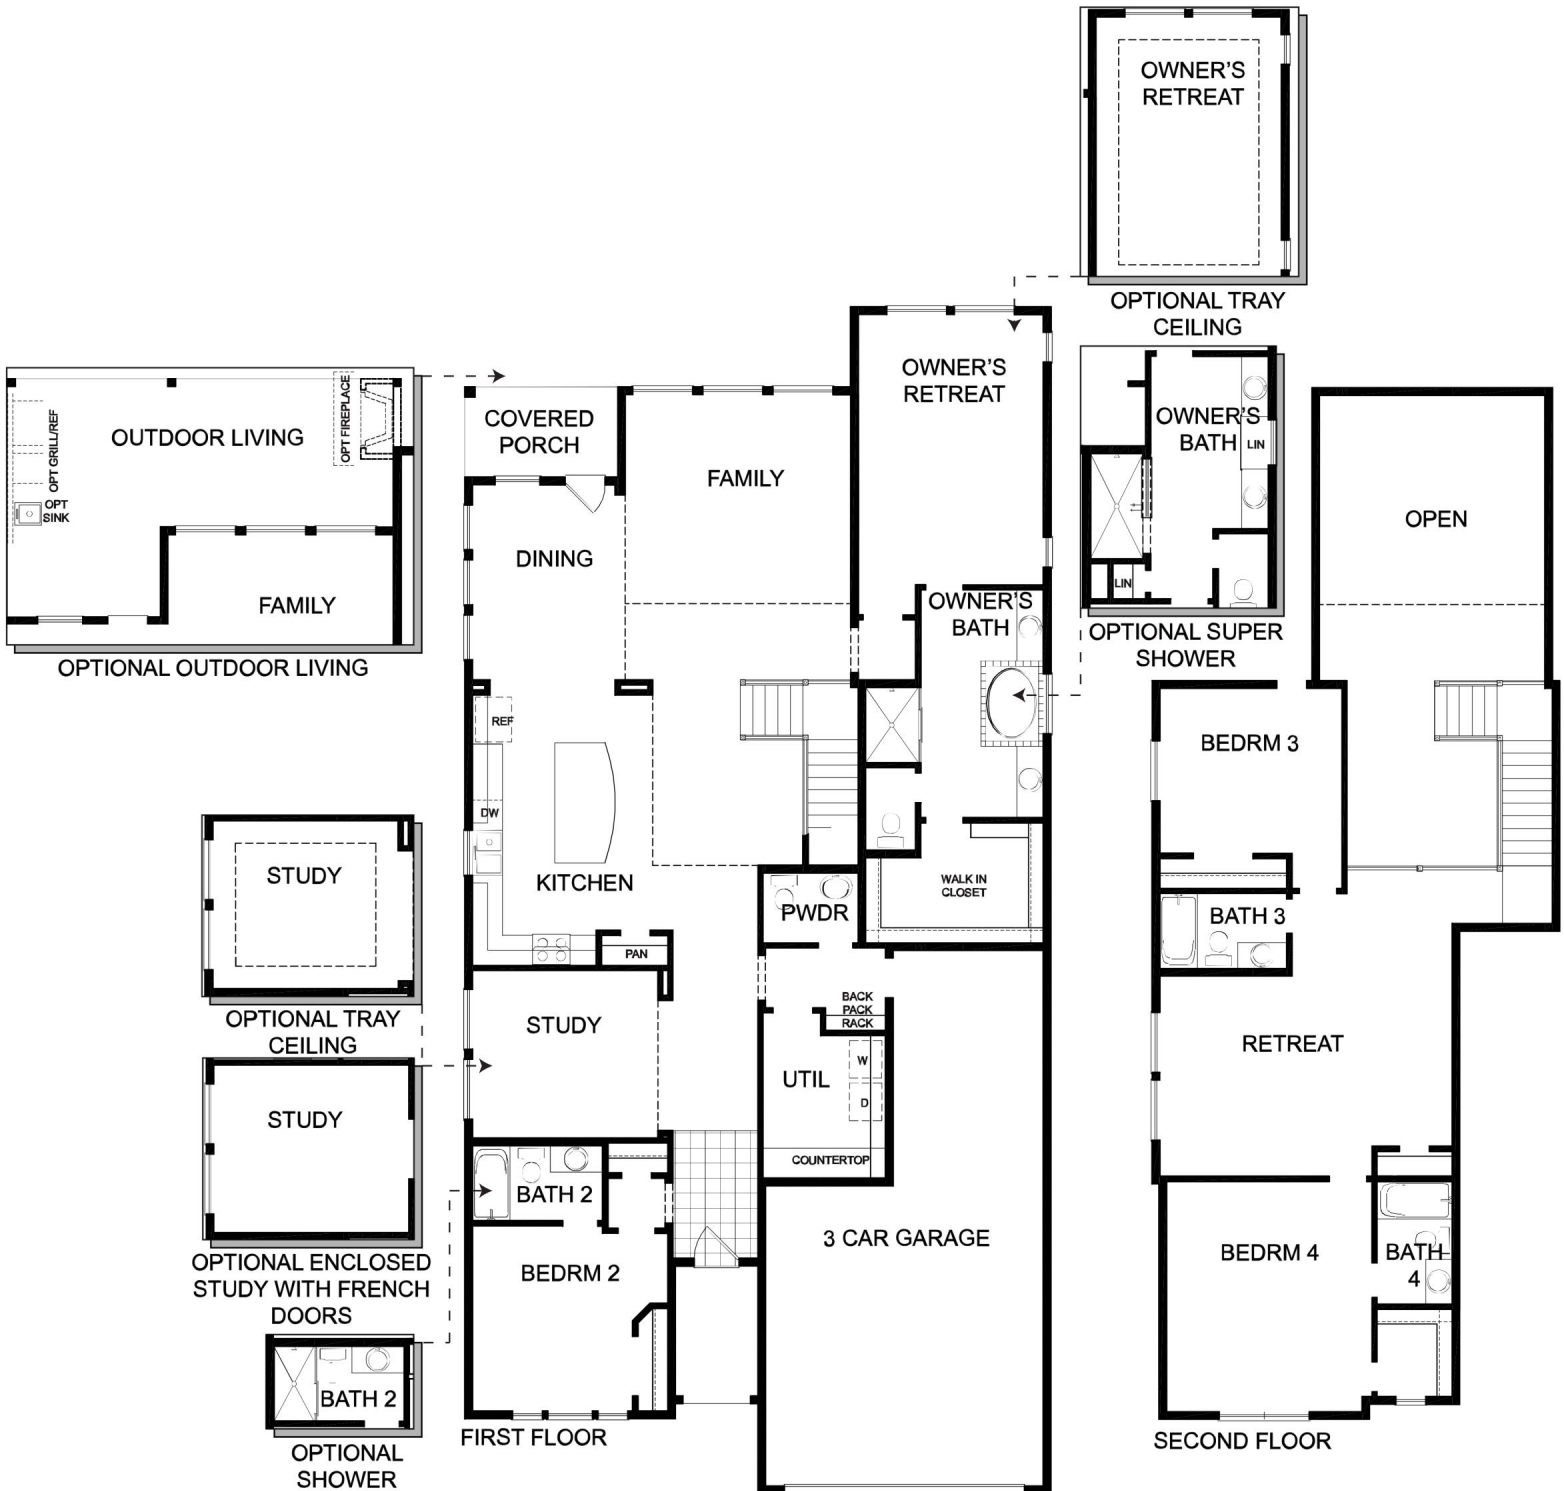 OWNER'S
RETREAT
OPTIONAL TRAY
CEILING
OUTDOOR LIVING
OPT GRILL/REF
OPT
SINK
OPT FIREPLACE
FAMILY
OPTIONAL OUTDOOR LIVING
COVERED
PORCH
FAMILY
OWNER'S
RETREAT
DINING
OWNER'S
BATH
REF
DW
KITCHEN
WALK IN
CLOSET
PWDR
PAN
STUDY
BACK
PACK
RACK
UTIL
W
D
COUNTERTOP
BATH 2
BEDRM 2
3 CAR GARAGE
FIRST FLOOR
OWNER'S
BATH
LIN
LIN
OPTIONAL SUPER
SHOWER
STUDY
OPTIONAL TRAY
CEILING
STUDY
OPTIONAL ENCLOSED
STUDY WITH FRENCH
DOORS
BATH 2
OPTIONAL
SHOWER
OPEN
BEDRM 3
BATH 3
RETREAT
BEDRM 4
BATH
4
SECOND FLOOR